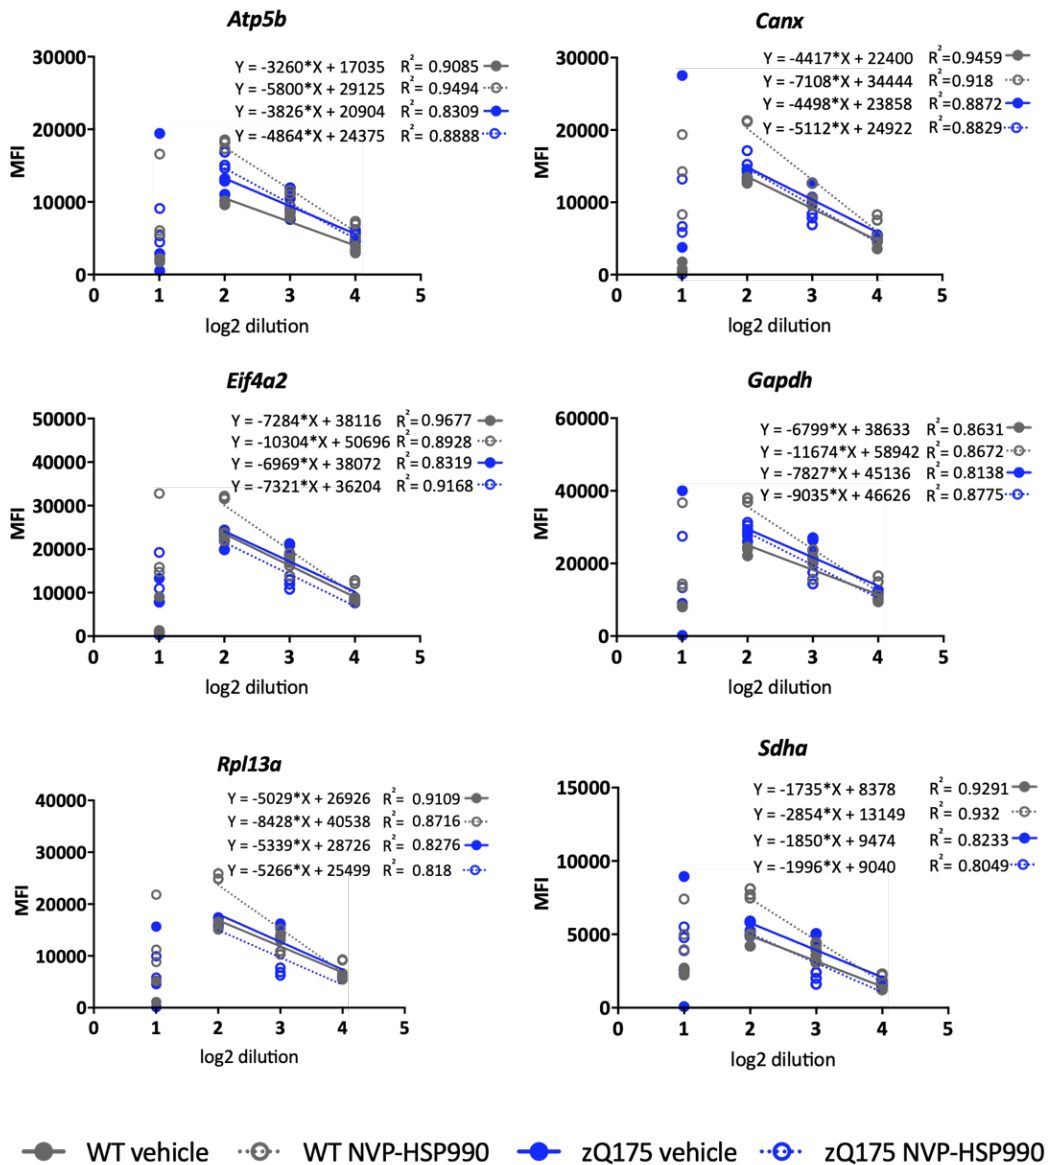 Atp5b
30000
20000
10000
0
MFI
Y = -3260*X + 17035 R²= 0.9085
Y = -5800*X + 29125 R²= 0.9494
Y = -3826*X + 20904 R²= 0.8309
Y = -4864*X + 24375 R²= 0.8888
0 1 2 3 4 5
log2 dilution
Canx
30000
20000
10000
0
MFI
Y = -4417*X + 22400 R²=0.9459
Y = -7108*X + 34444 R²= 0.918
Y = -4498*X + 23858 R²= 0.8872
Y = -5112*X + 24922 R²=0.8829
0 1 2 3 4 5
log2 dilution
Eif4a2
50000
40000
30000
20000
10000
0
MFI
Y = -7284*X + 38116 R²= 0.9677
Y = -10304*X + 50696 R²= 0.8928
Y = -6969*X + 38072 R²= 0.8319
Y = -7321*X + 36204 R²= 0.9168
0 1 2 3 4 5
log2 dilution
Gapdh
60000
40000
20000
0
MFI
Y = -6799*X + 38633 R²= 0.8631
Y = -11674*X + 58942 R²= 0.8672
Y = -7827*X + 45136 R²= 0.8138
Y = -9035*X + 46626 R²= 0.8775
0 1 2 3 4 5
log2 dilution
Rpl13a
40000
30000
20000
10000
0
MFI
Y = -5029*X + 26926 R²= 0.9109
Y = -8428*X + 40538 R²= 0.8716
Y = -5339*X + 28726 R²= 0.8276
Y = -5266*X + 25499 R²= 0.818
0 1 2 3 4 5
log2 dilution
Sdha
15000
10000
5000
0
MFI
Y = -1735*X + 8378 R²= 0.9291
Y = -2854*X + 13149 R²= 0.932
Y = -1850*X + 9474 R²= 0.8233
Y = -1996*X + 9040 R²= 0.8049
0 1 2 3 4 5
log2 dilution
WT vehicle WT NVP-HSP990 zQ175 vehicle zQ175 NVP-HSP990